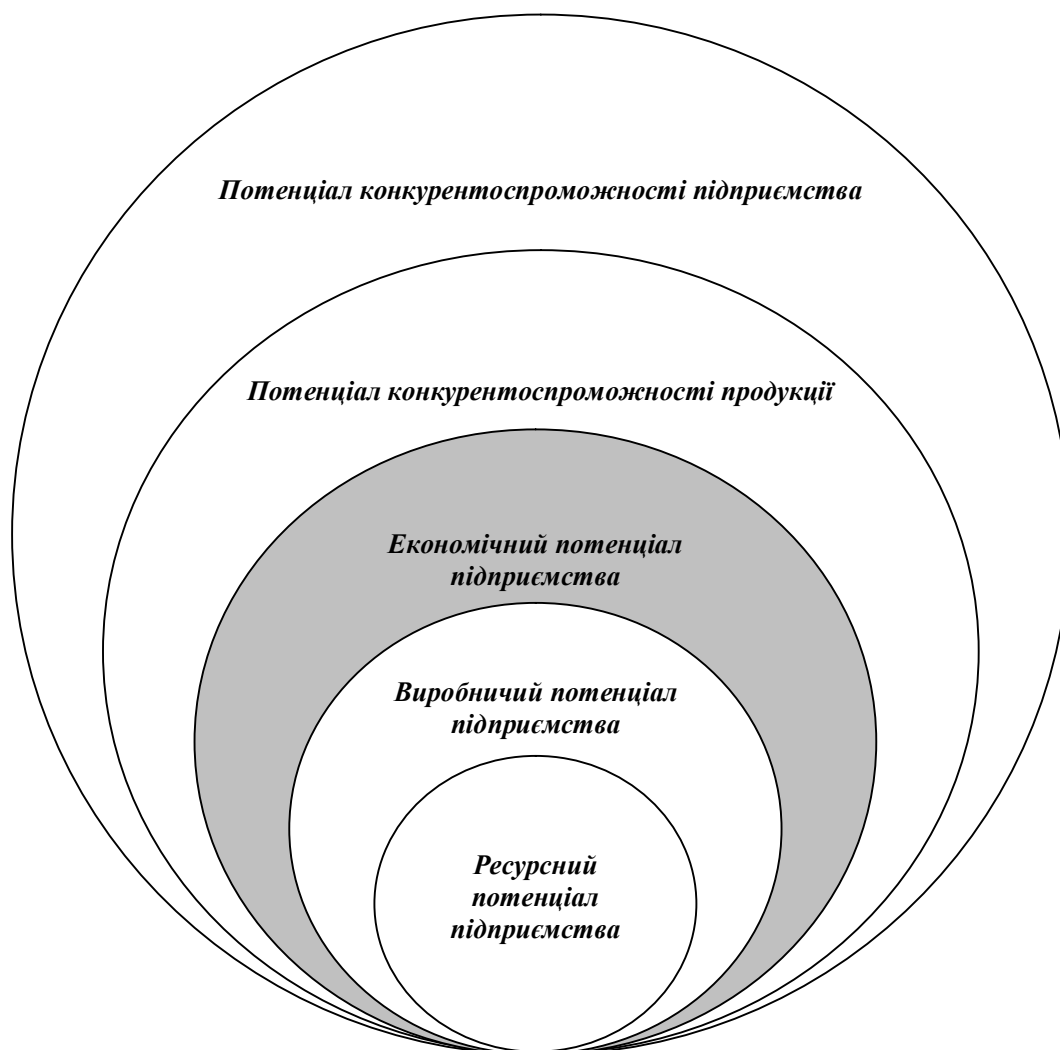 Потенціал конкурентоспроможності підприємства
Потенціал конкурентоспроможності продукції
Економічний потенціал
підприємства
Виробничий потенціал
підприємства
Ресурсний
потенціал
підприємства